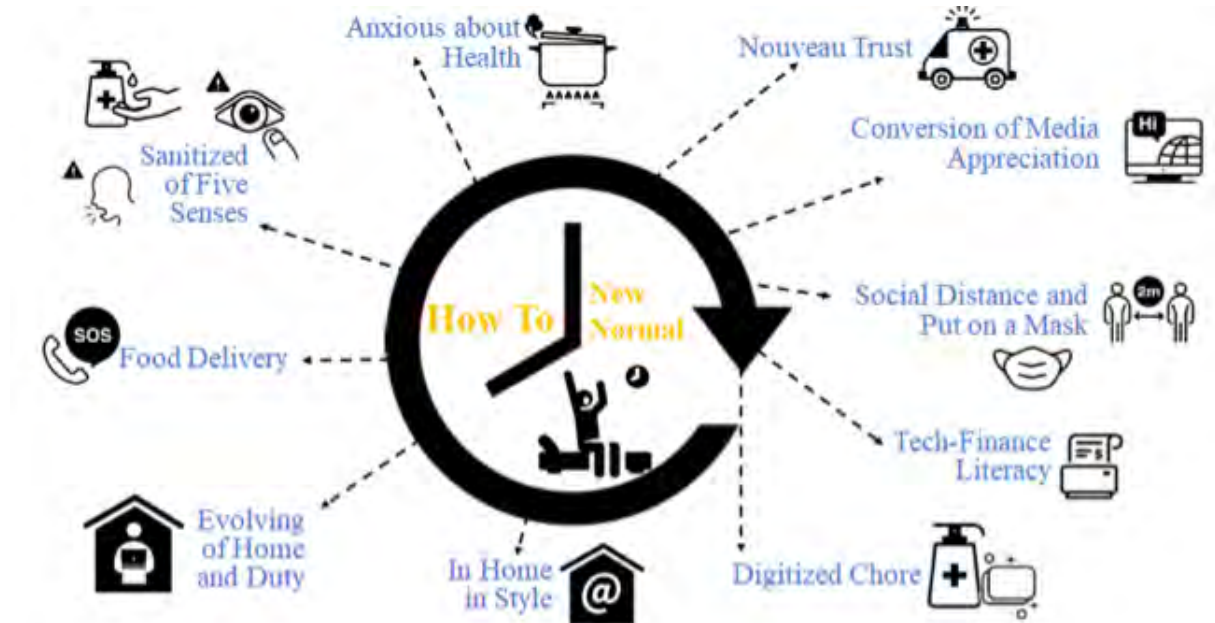 Anxious about
Health
Nouveau Trust
Conversion of Media
Appreciation
Hi
Sanitized
of Five
Senses
Social Distance and
Put on a Mask
2m
How To
New
Normal
SOS
Food Delivery
Tech-Finance
Literacy
$
Evolving
of Home
and Duty
In Home
in Style
@
Digitized Chore